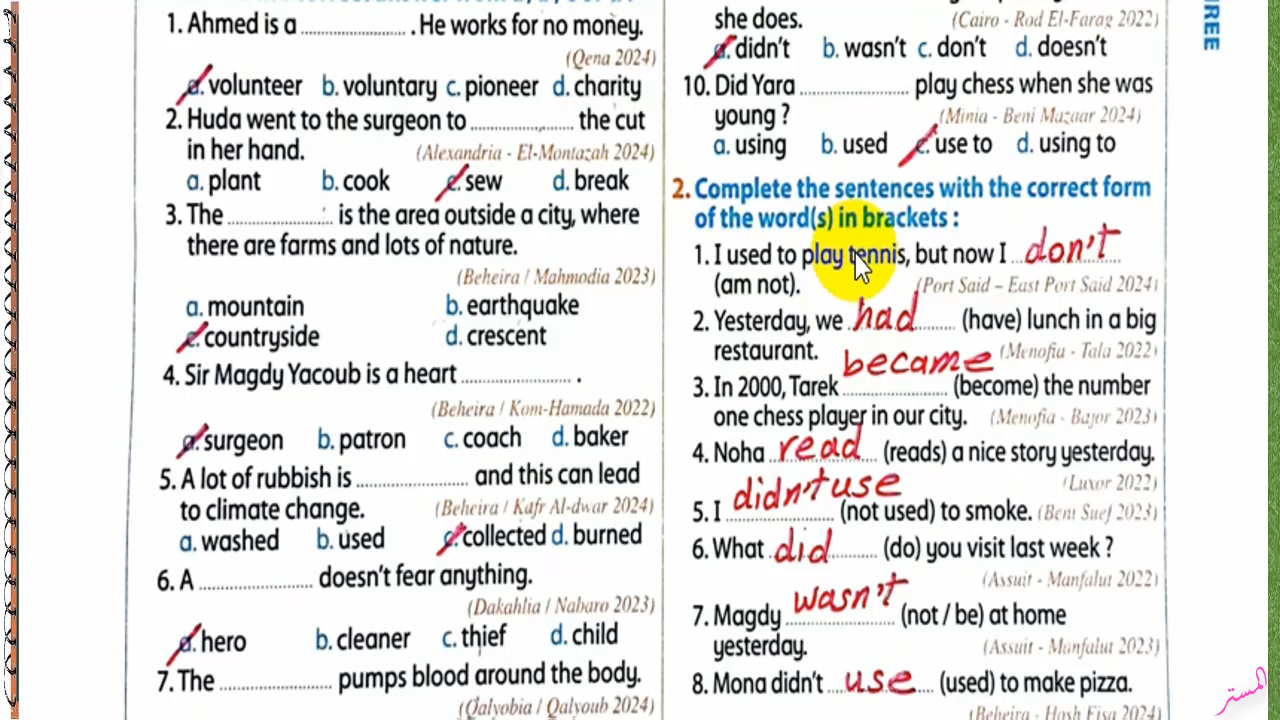 1. Ahmed is a .................... . He works for no money.
(Qena 2024)
a. volunteer b. voluntary c. pioneer d. charity
2. Huda went to the surgeon to .................... the cut
in her hand. (Alexandria - El-Montazah 2024)
a. plant b. cook c. sew d. break
3. The .................... is the area outside a city, where
there are farms and lots of nature.
(Beheira / Mahmodia 2023)
a. mountain b. earthquake
c. countryside d. crescent
4. Sir Magdy Yacoub is a heart .................... .
(Beheira / Kom-Hamada 2022)
a. surgeon b. patron c. coach d. baker
5. A lot of rubbish is .................... and this can lead
to climate change. (Beheira / Kafr Al-dwar 2024)
a. washed b. used c. collected d. burned
6. A .................... doesn't fear anything.
(Dakahlia / Nabaro 2023)
a. hero b. cleaner c. thief d. child
7. The .................... pumps blood around the body.
(Qalyobia / Qalyoub 2024)
she does. (Cairo - Rod El-Farag 2022)
a. didn't b. wasn't c. don't d. doesn't
10. Did Yara .................... play chess when she was
young ? (Minia - Beni Mazaar 2024)
a. using b. used c. use to d. using to
2. Complete the sentences with the correct form
of the word(s) in brackets :
1. I used to play tennis, but now I don't
(am not). (Port Said – East Port Said 2024)
2. Yesterday, we had (have) lunch in a big
restaurant. (Menofia - Tala 2022)
3. In 2000, Tarek became (become) the number
one chess player in our city. (Menofia - Bajor 2023)
4. Noha read (reads) a nice story yesterday.
(Luxor 2022)
5. I didn't use (not used) to smoke. (Beni Suef 2023)
6. What did (do) you visit last week ?
(Assuit - Manfalut 2022)
7. Magdy wasn't (not / be) at home
yesterday. (Assuit - Manfalut 2023)
8. Mona didn't use (used) to make pizza.
(Beheira - Hosh Eisa 2024)
المستر